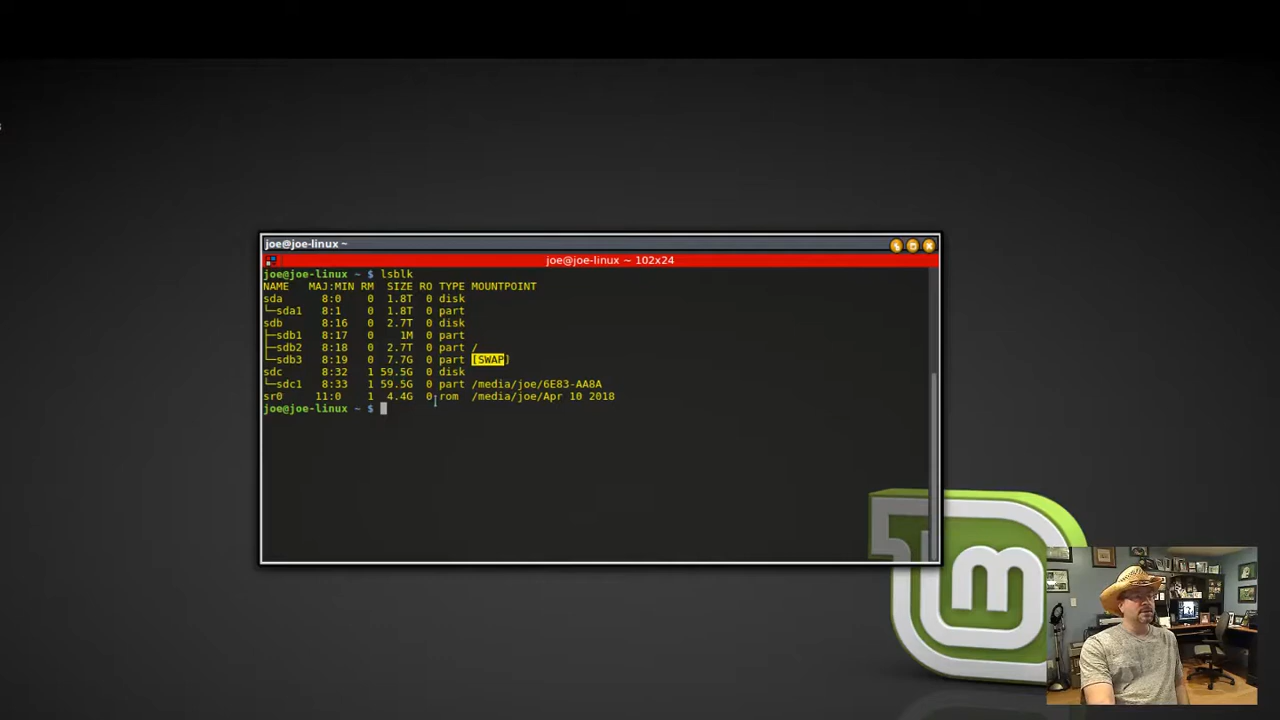 joe@joe-linux ~
joe@joe-linux ~ 102x24
joe@joe-linux ~ $ lsblk
NAME   MAJ:MIN RM   SIZE RO TYPE MOUNTPOINT
sda      8:0    0   1.8T  0 disk
└─sda1   8:1    0   1.8T  0 part
sdb      8:16   0   2.7T  0 disk
├─sdb1   8:17   0     1M  0 part
├─sdb2   8:18   0   2.7T  0 part /
└─sdb3   8:19   0   7.7G  0 part [SWAP]
sdc      8:32   1  59.5G  0 disk
└─sdc1   8:33   1  59.5G  0 part /media/joe/6E83-AA8A
sr0     11:0    1   4.4G  0 rom  /media/joe/Apr 10 2018
joe@joe-linux ~ $